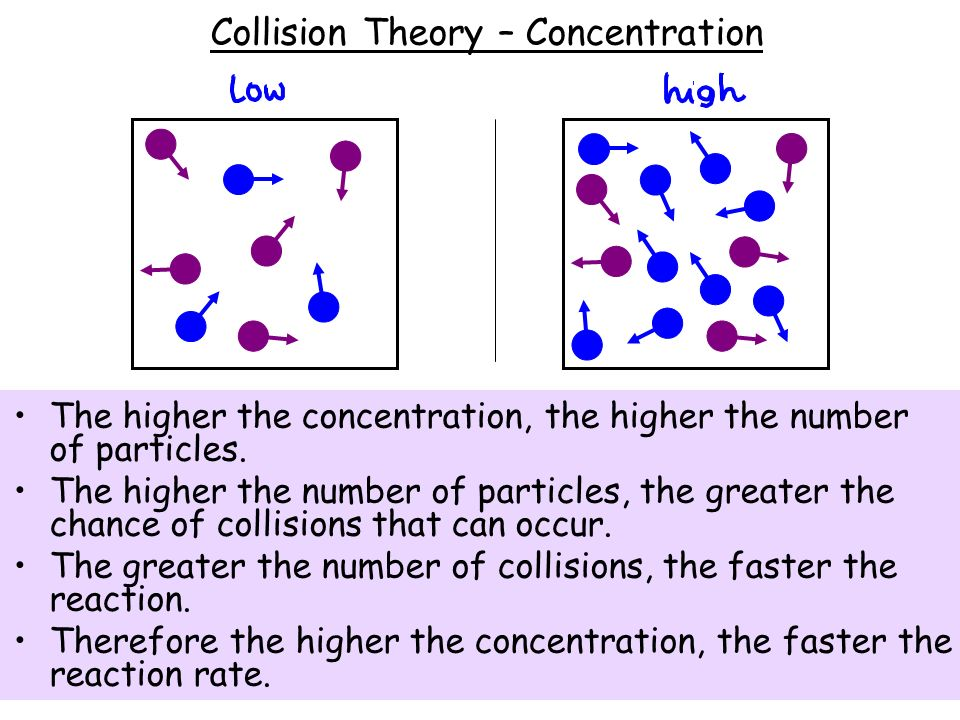 Collision Theory – Concentration
Low
high
• The higher the concentration, the higher the number
of particles.
• The higher the number of particles, the greater the
chance of collisions that can occur.
• The greater the number of collisions, the faster the
reaction.
• Therefore the higher the concentration, the faster the
reaction rate.